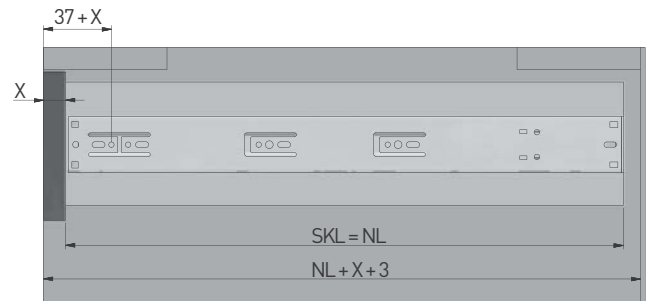 37 + X
X
SKL = NL
NL + X + 3